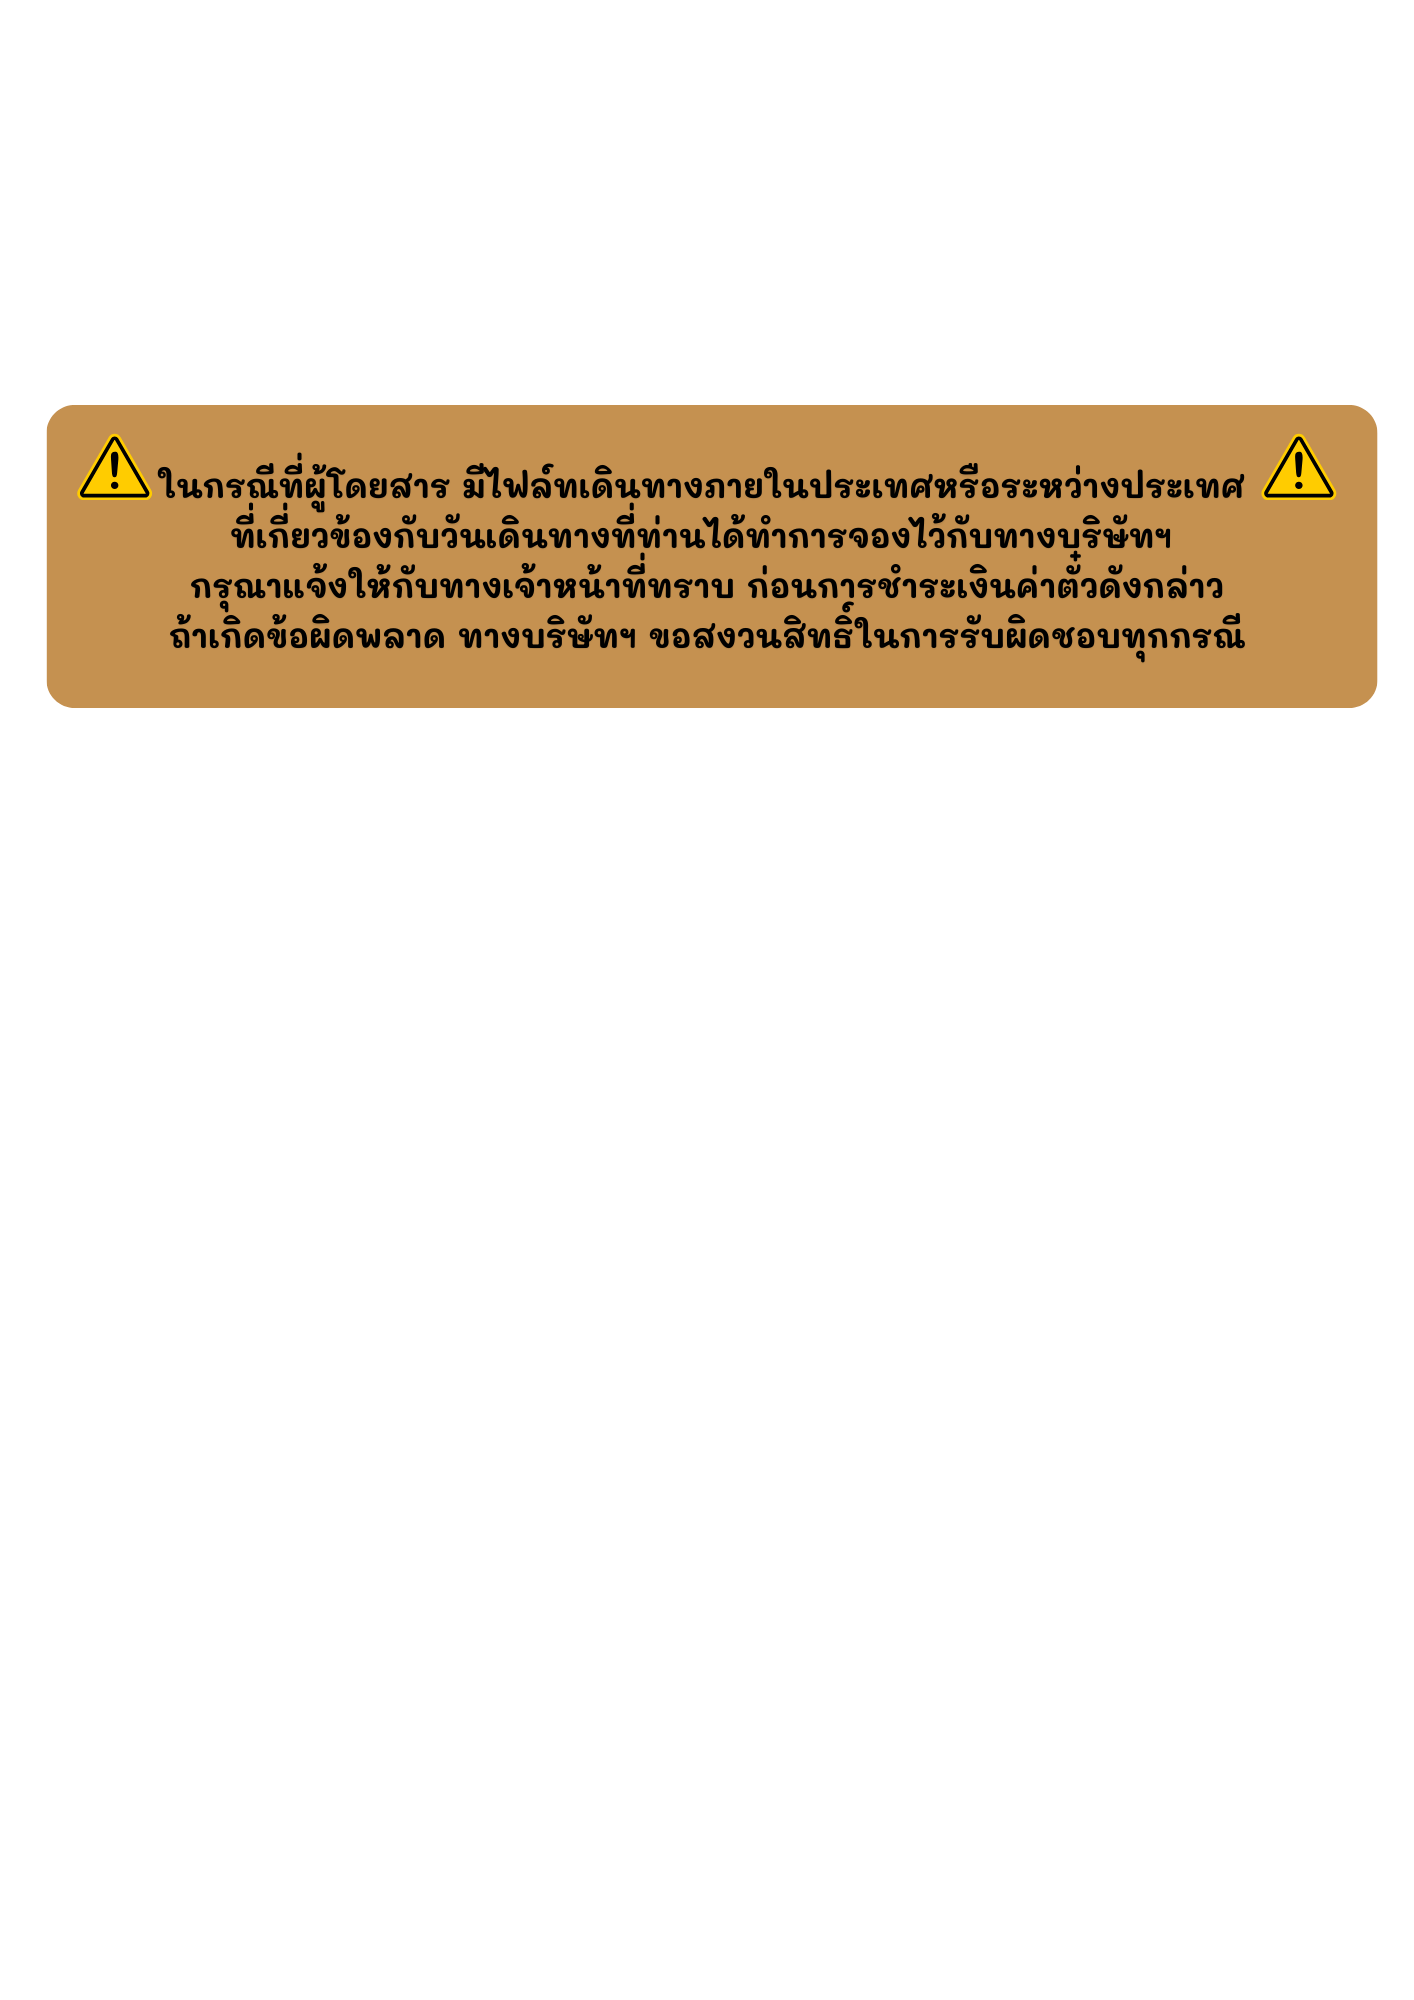 ในกรณีที่ผู้โดยสาร มีไฟล์ทเดินทางภายในประเทศหรือระหว่างประเทศ
ที่เกี่ยวข้องกับวันเดินทางที่ท่านได้ทำการจองไว้กับทางบริษัทฯ
กรุณาแจ้งให้กับทางเจ้าหน้าที่ทราบ ก่อนการชำระเงินค่าตั๋วดังกล่าว
ถ้าเกิดข้อผิดพลาด ทางบริษัทฯ ขอสงวนสิทธิ์ในการรับผิดชอบทุกกรณี